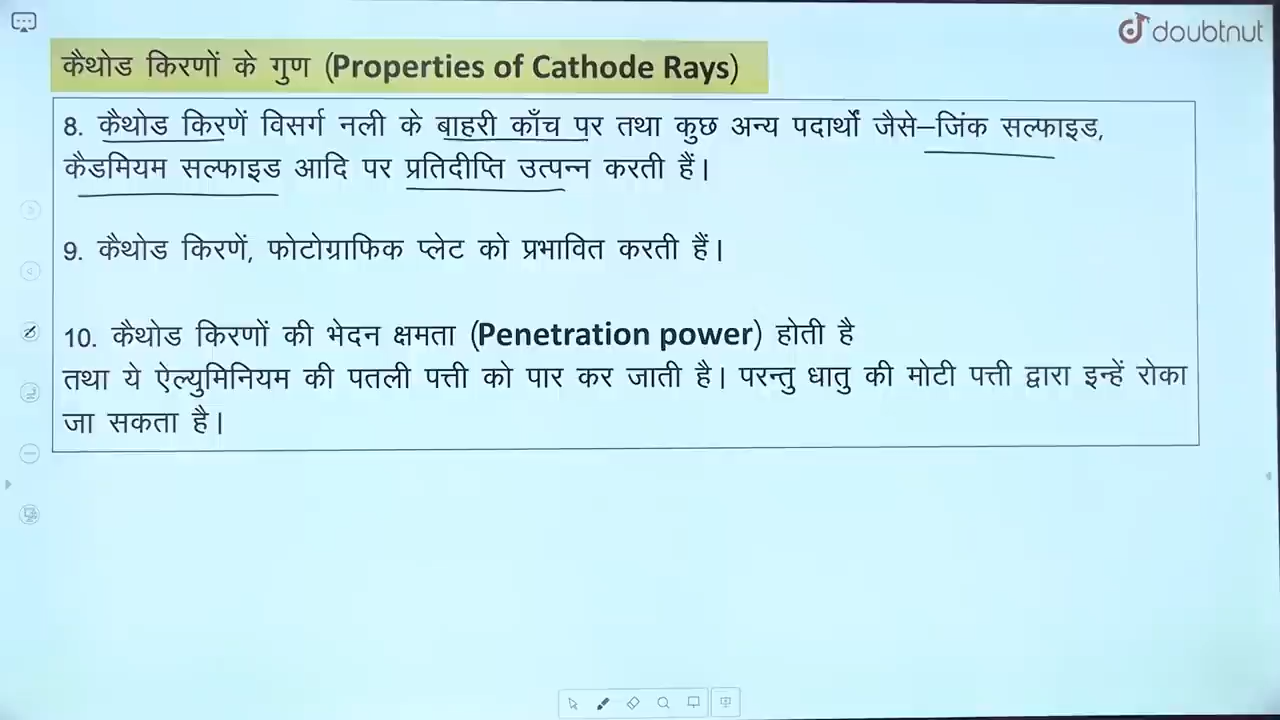 doubtnut
कैथोड किरणों के गुण (Properties of Cathode Rays)
8. कैथोड किरणें विसर्ग नली के बाहरी काँच पर तथा कुछ अन्य पदार्थों जैसे–जिंक सल्फाइड,
कैडमियम सल्फाइड आदि पर प्रतिदीप्ति उत्पन्न करती हैं।
9. कैथोड किरणें, फोटोग्राफिक प्लेट को प्रभावित करती हैं।
10. कैथोड किरणों की भेदन क्षमता (Penetration power) होती है
तथा ये ऐल्युमिनियम की पतली पत्ती को पार कर जाती है। परन्तु धातु की मोटी पत्ती द्वारा इन्हें रोका
जा सकता है।